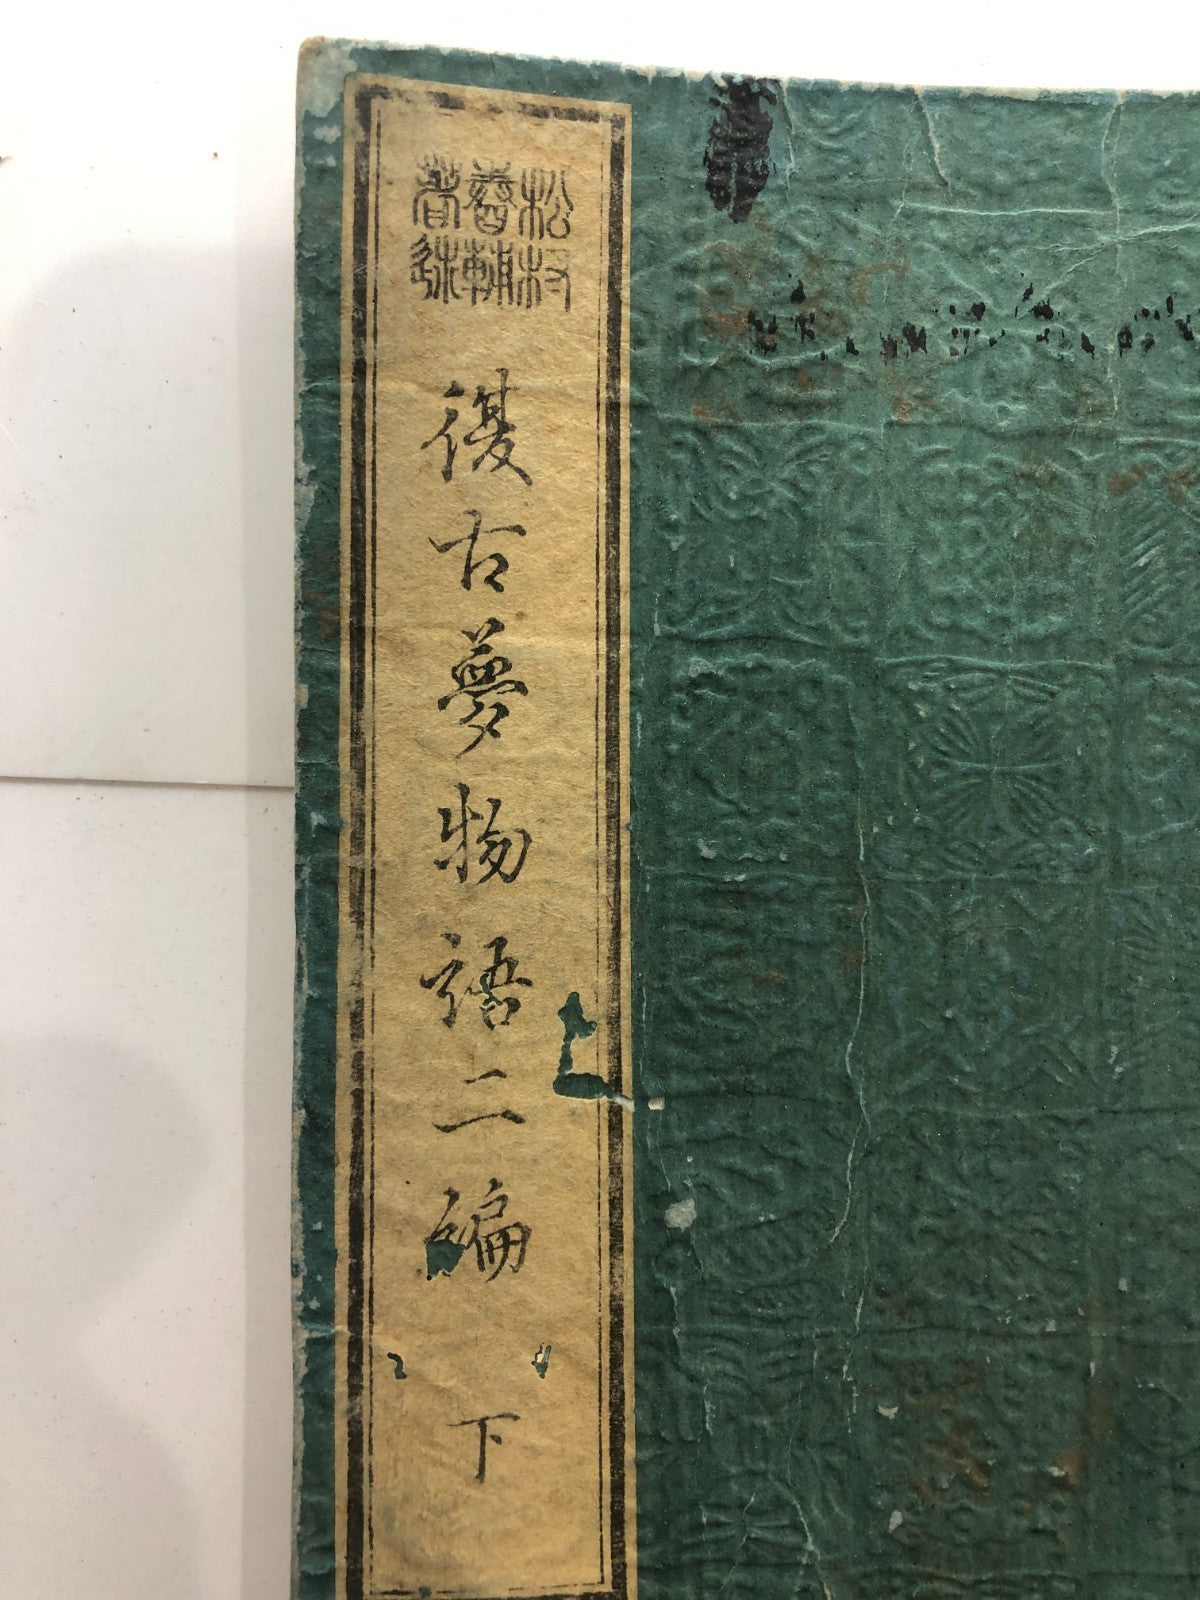 松村
春輔
著述
復古夢物語二編 下